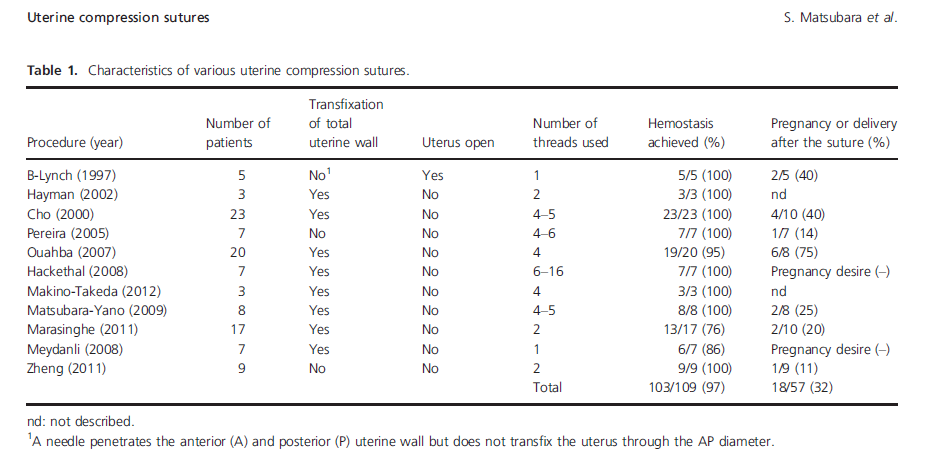 Uterine compression sutures S. Matsubara et al.
Table 1. Characteristics of various uterine compression sutures.
Procedure (year) Number of patients Transfixation of total uterine wall Uterus open Number of threads used Hemostasis achieved (%) Pregnancy or delivery after the suture (%)
B-Lynch (1997) 5 No1 Yes 1 5/5 (100) 2/5 (40)
Hayman (2002) 3 Yes No 2 3/3 (100) nd
Cho (2000) 23 Yes No 4–5 23/23 (100) 4/10 (40)
Pereira (2005) 7 No No 4–6 7/7 (100) 1/7 (14)
Ouahba (2007) 20 Yes No 4 19/20 (95) 6/8 (75)
Hackethal (2008) 7 Yes No 6–16 7/7 (100) Pregnancy desire (–)
Makino-Takeda (2012) 3 Yes No 4 3/3 (100) nd
Matsubara-Yano (2009) 8 Yes No 4–5 8/8 (100) 2/8 (25)
Marasinghe (2011) 17 Yes No 2 13/17 (76) 2/10 (20)
Meydanli (2008) 7 Yes No 1 6/7 (86) Pregnancy desire (–)
Zheng (2011) 9 No No 2 9/9 (100) 1/9 (11)
Total 103/109 (97) 18/57 (32)
nd: not described.
1A needle penetrates the anterior (A) and posterior (P) uterine wall but does not transfix the uterus through the AP diameter.